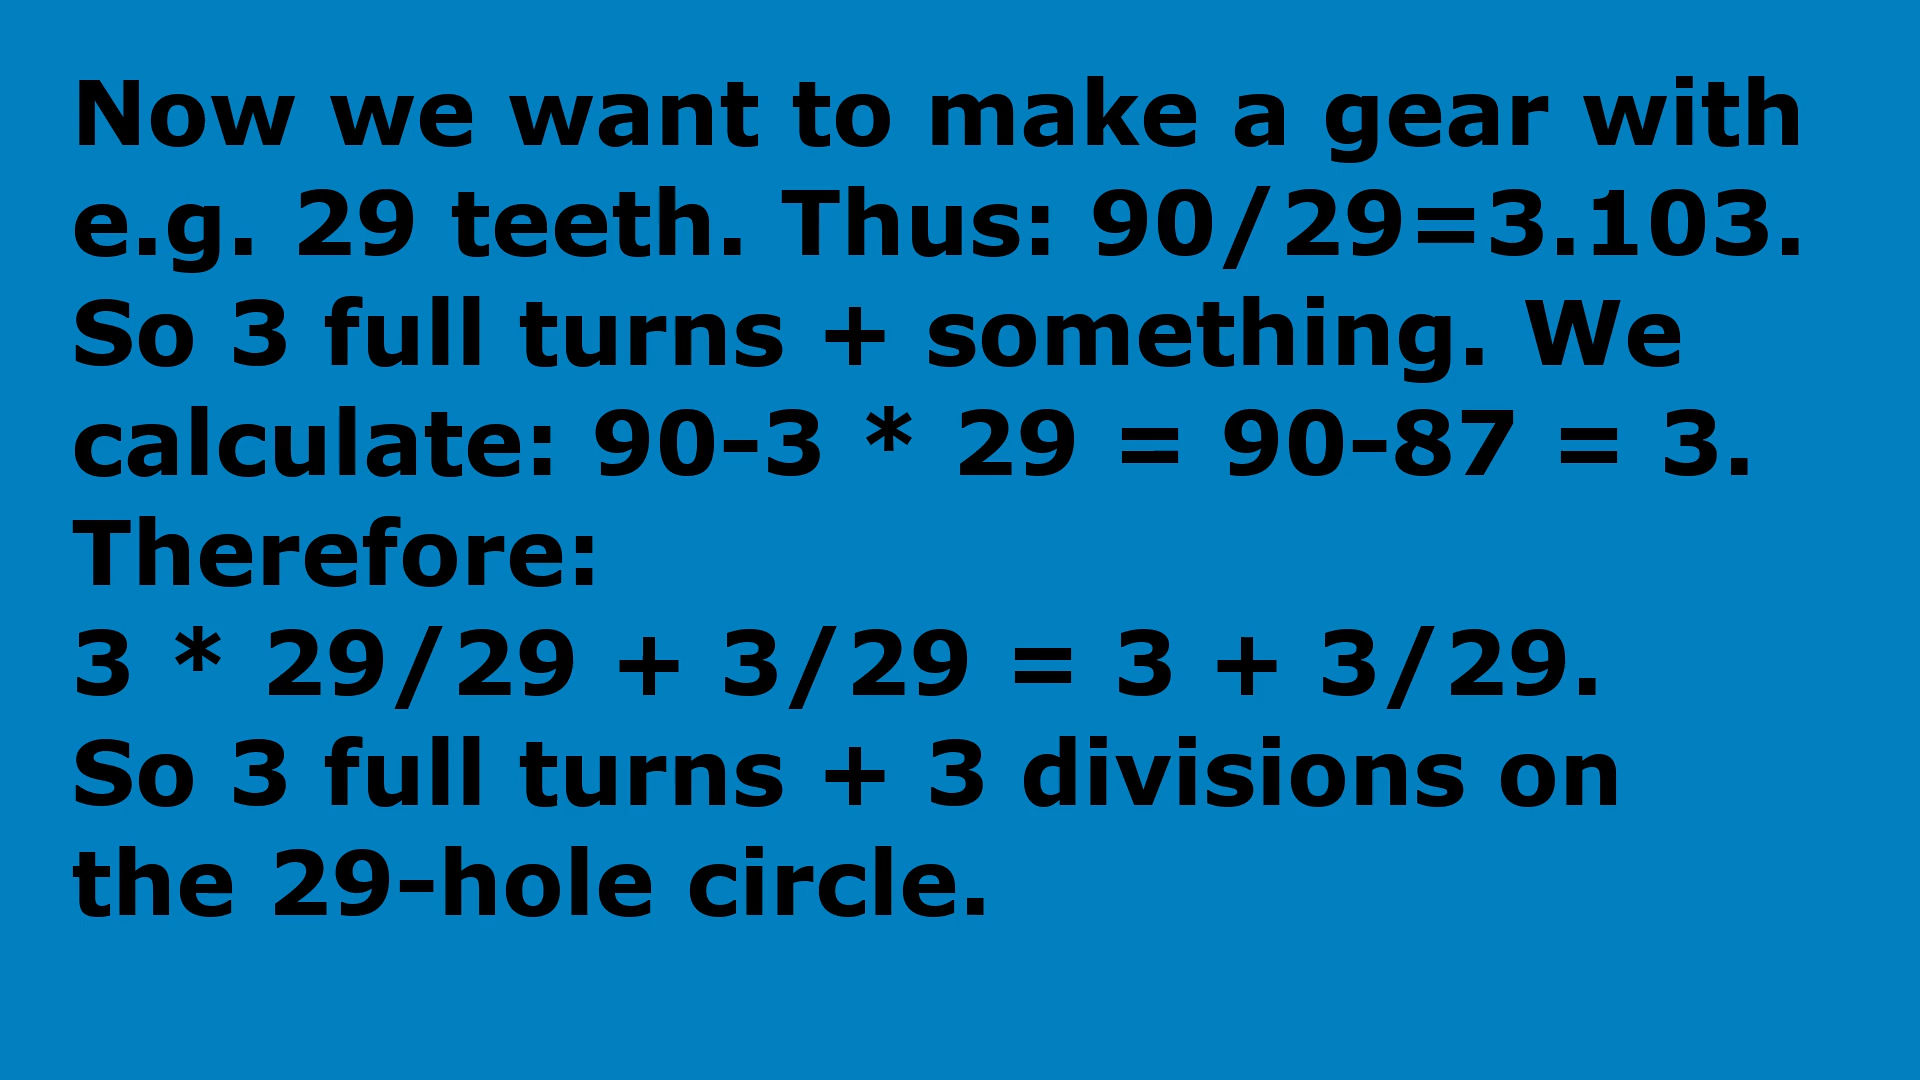 Now we want to make a gear with
e.g. 29 teeth. Thus: 90/29=3.103.
So 3 full turns + something. We
calculate: 90-3 * 29 = 90-87 = 3.
Therefore:
3 * 29/29 + 3/29 = 3 + 3/29.
So 3 full turns + 3 divisions on
the 29-hole circle.